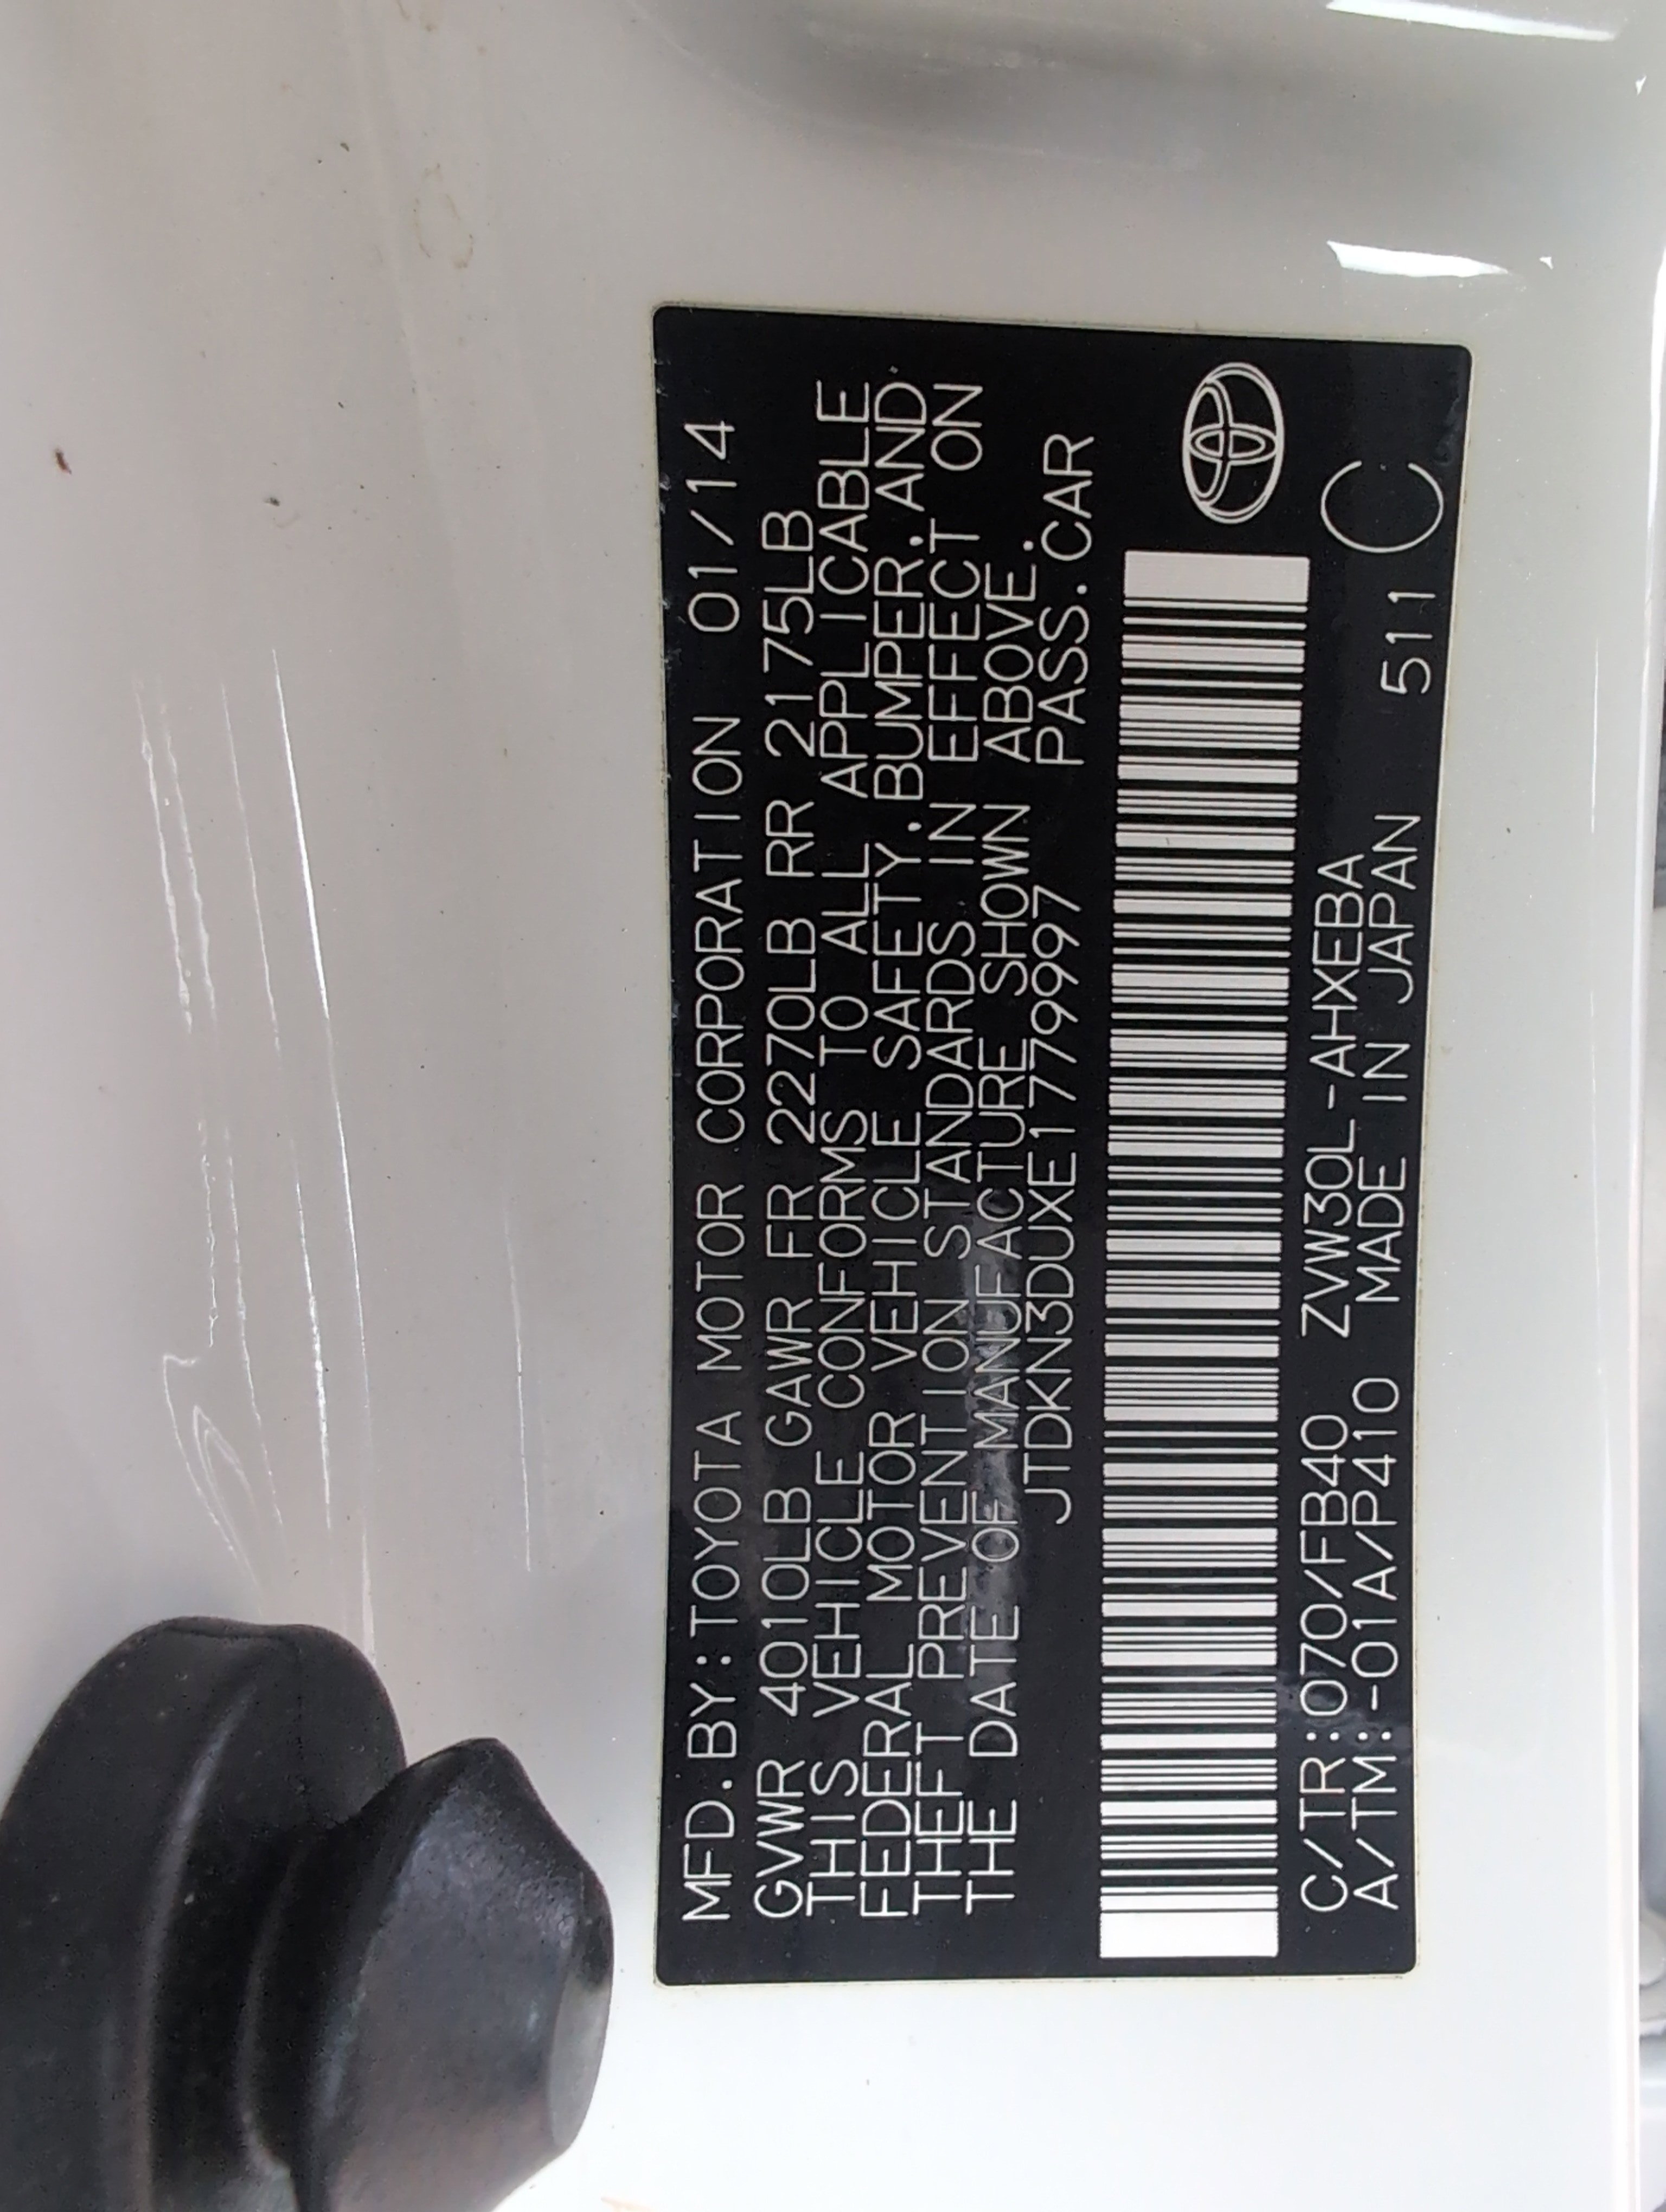 MFD.BY:TOYOTA MOTOR CORPORATION 01/14
GVWR 4010LB GAWR FR 2270LB RR 2175LB
THIS VEHICLE CONFORMS TO ALL APPLICABLE
FEDERAL MOTOR VEHICLE SAFETY. BUMPER. AND
THEFT PREVENTION STANDARDS IN EFFECT ON
THE DATE OF MANUFACTURE SHOWN ABOVE.
JTDKN3DUXE1779997 PASS.CAR
C/TR:070/FB40 ZVW30L-AHXEBA
A/TM:-01A/P410 MADE IN JAPAN 511 C